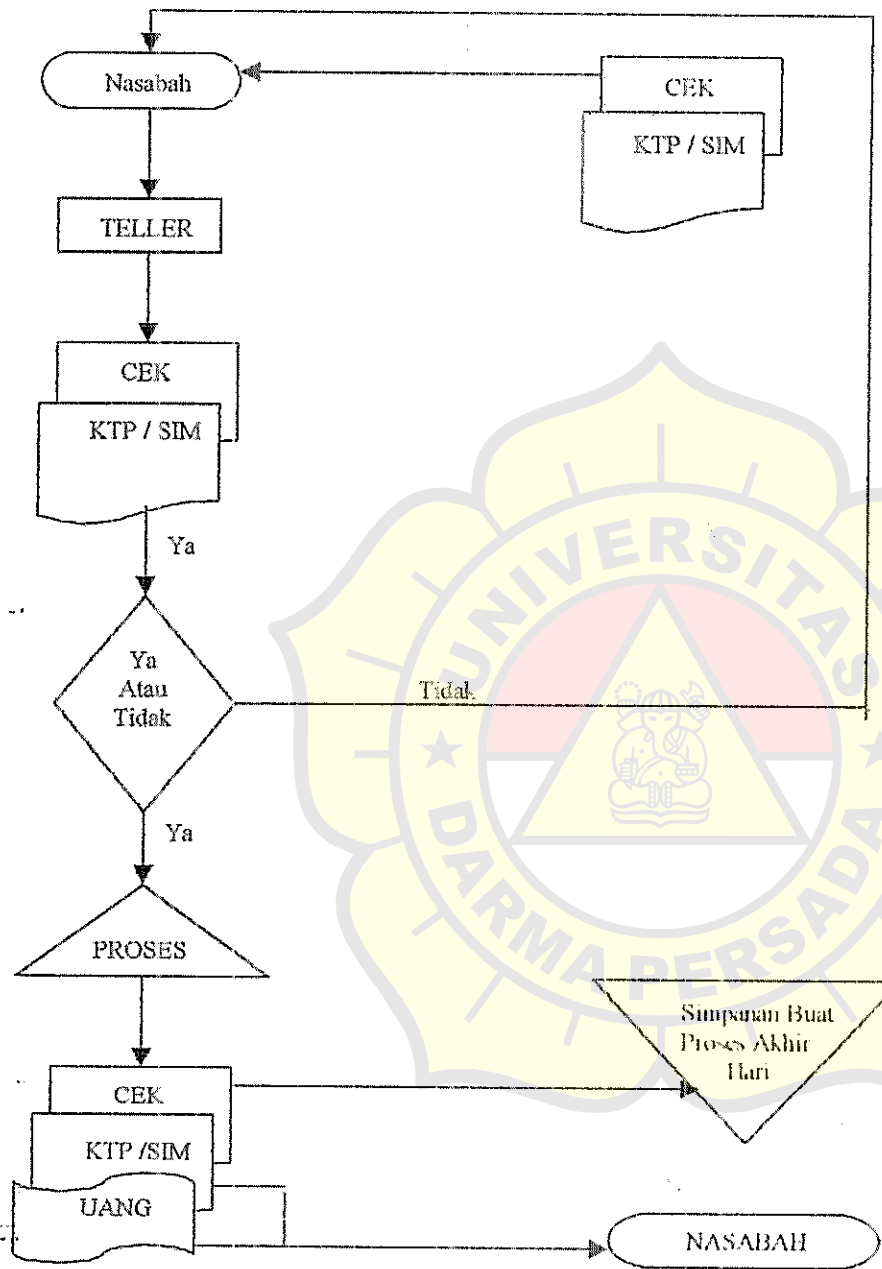 Nasabah
CEK
KTP / SIM
TELLER
CEK
KTP / SIM
Ya
Ya
Atau
Tidak
Tidak
Ya
PROSES
Simpanan Buat
Proses Akhir
Hari
CEK
KTP /SIM
UANG
NASABAH
UNIVERSITAS
DARMA PERSADA